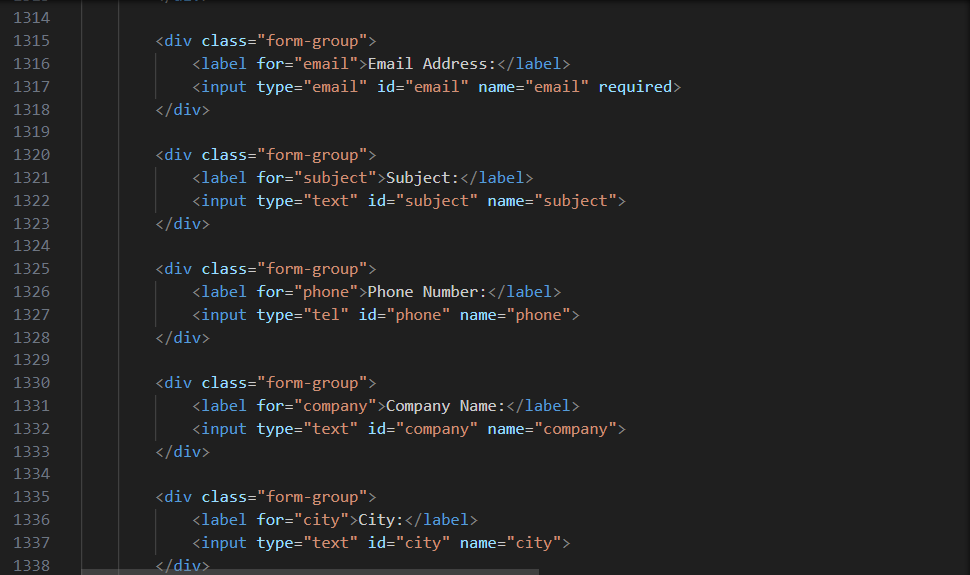 1314
1315 <div class="form-group">
1316 <label for="email">Email Address:</label>
1317 <input type="email" id="email" name="email" required>
1318 </div>
1319
1320 <div class="form-group">
1321 <label for="subject">Subject:</label>
1322 <input type="text" id="subject" name="subject">
1323 </div>
1324
1325 <div class="form-group">
1326 <label for="phone">Phone Number:</label>
1327 <input type="tel" id="phone" name="phone">
1328 </div>
1329
1330 <div class="form-group">
1331 <label for="company">Company Name:</label>
1332 <input type="text" id="company" name="company">
1333 </div>
1334
1335 <div class="form-group">
1336 <label for="city">City:</label>
1337 <input type="text" id="city" name="city">
1338 </div>